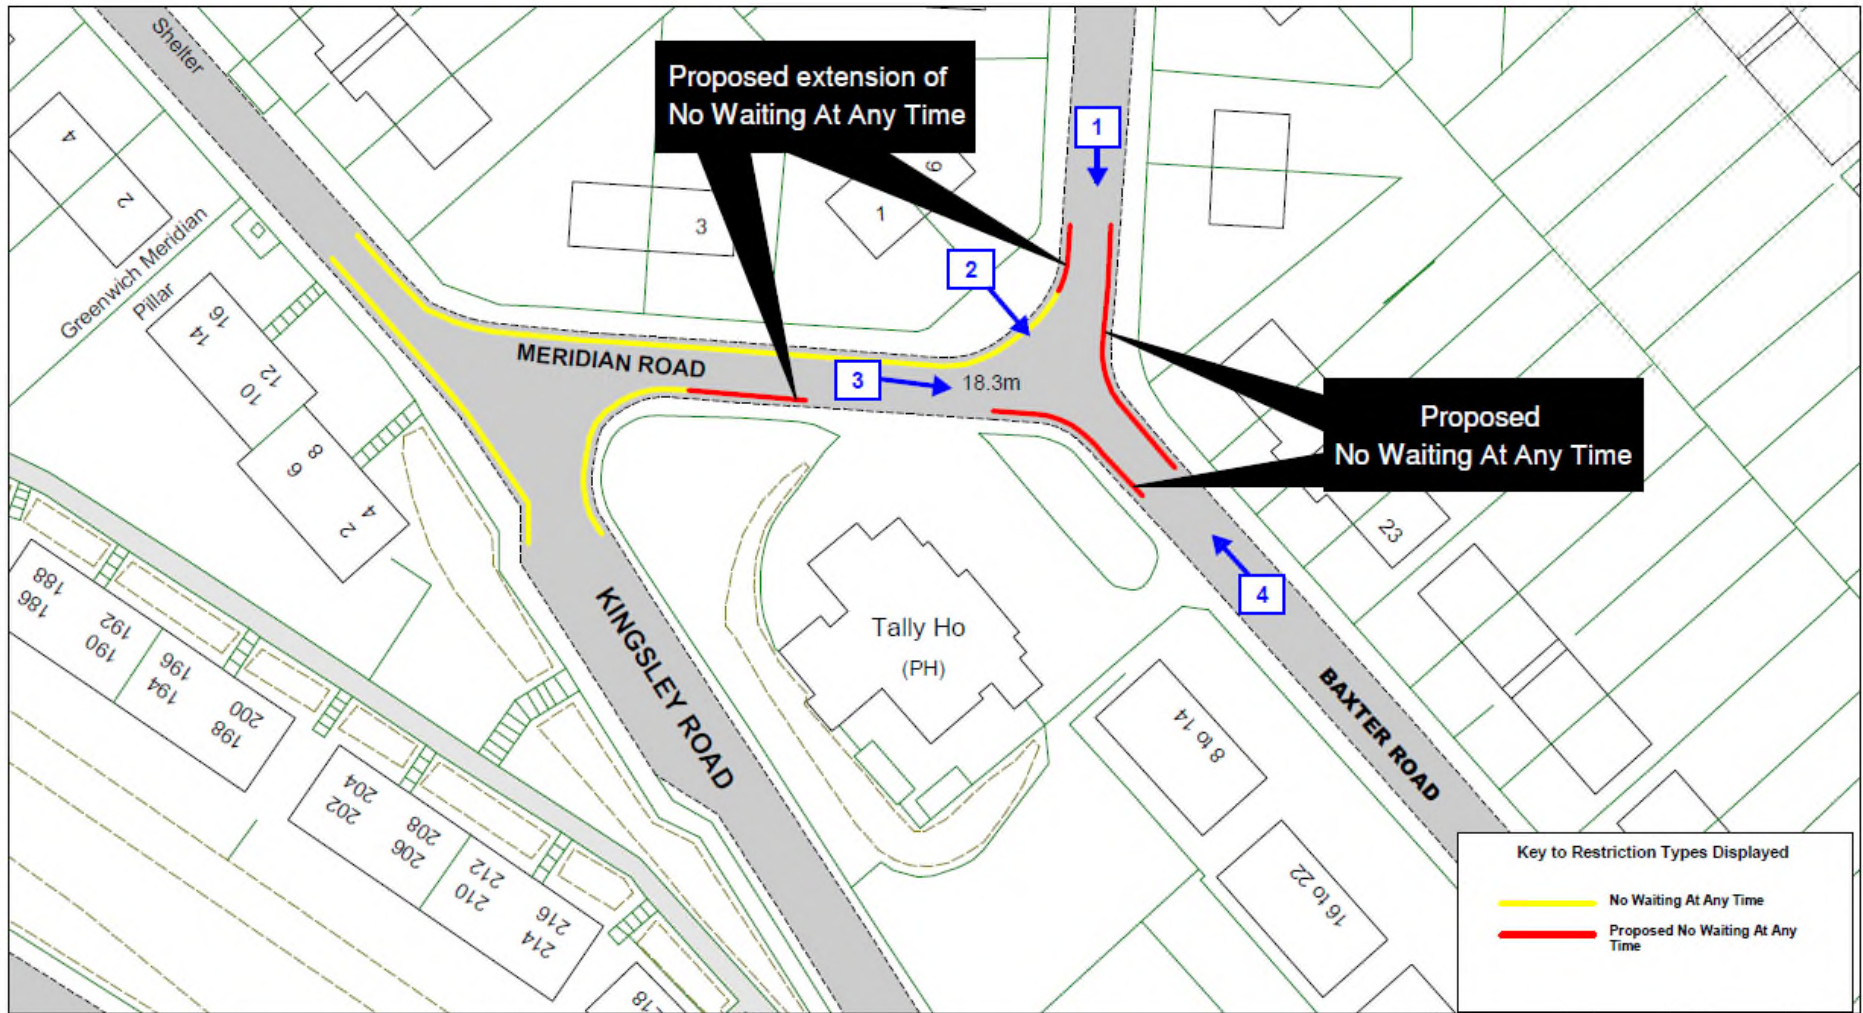 Shelter
Proposed extension of
No Waiting At Any Time
1
4
2
Greenwich Meridian
Pillar
3
1
9
2
16
14
12
10
8
6
4
2
MERIDIAN ROAD
3
18.3m
Proposed
No Waiting At Any Time
23
4
188
186
192
190
196
194
200
198
204
202
208
206
212
210
216
214
218
KINGSLEY ROAD
Tally Ho
(PH)
8 to 14
16 to 22
BAXTER ROAD
Key to Restriction Types Displayed
No Waiting At Any Time
Proposed No Waiting At Any
Time